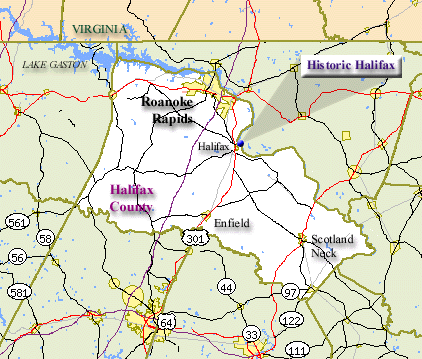 VIRGINIA
LAKE GASTON
Historic Halifax
Roanoke
Rapids
Halifax
Halifax
County
Enfield
Scotland
Neck
561
58
301
56
581
44
97
64
33
122
111